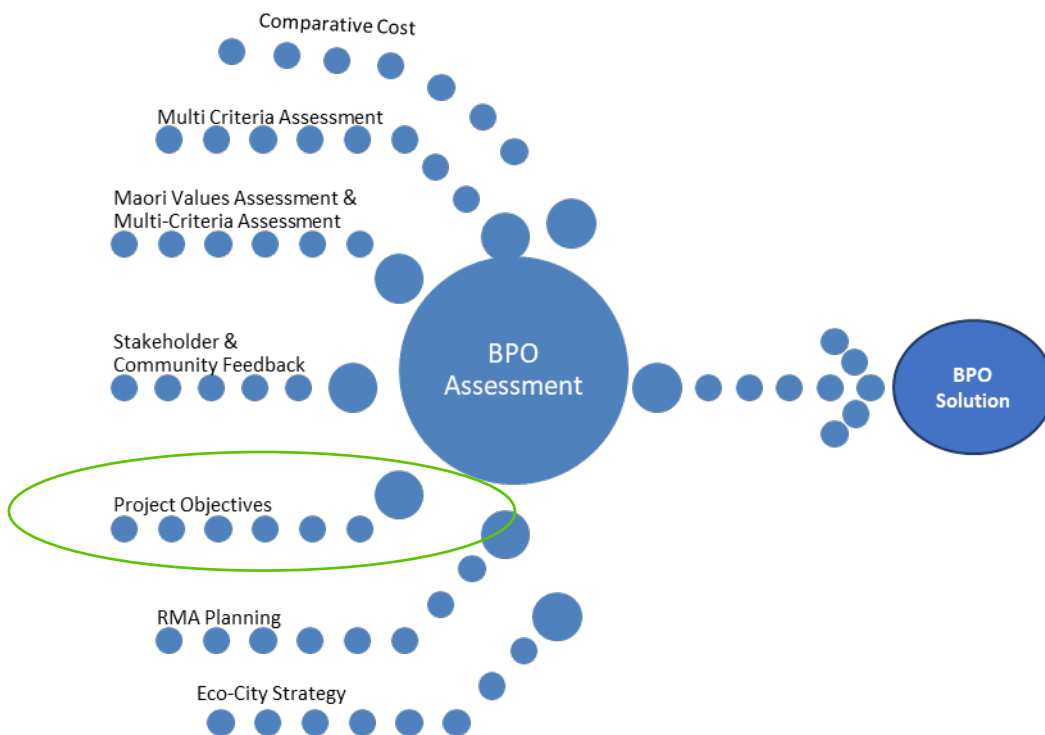 Comparative Cost
Multi Criteria Assessment
Maori Values Assessment &
Multi-Criteria Assessment
Stakeholder &
Community Feedback
BPO
Assessment
BPO
Solution
Project Objectives
RMA Planning
Eco-City Strategy